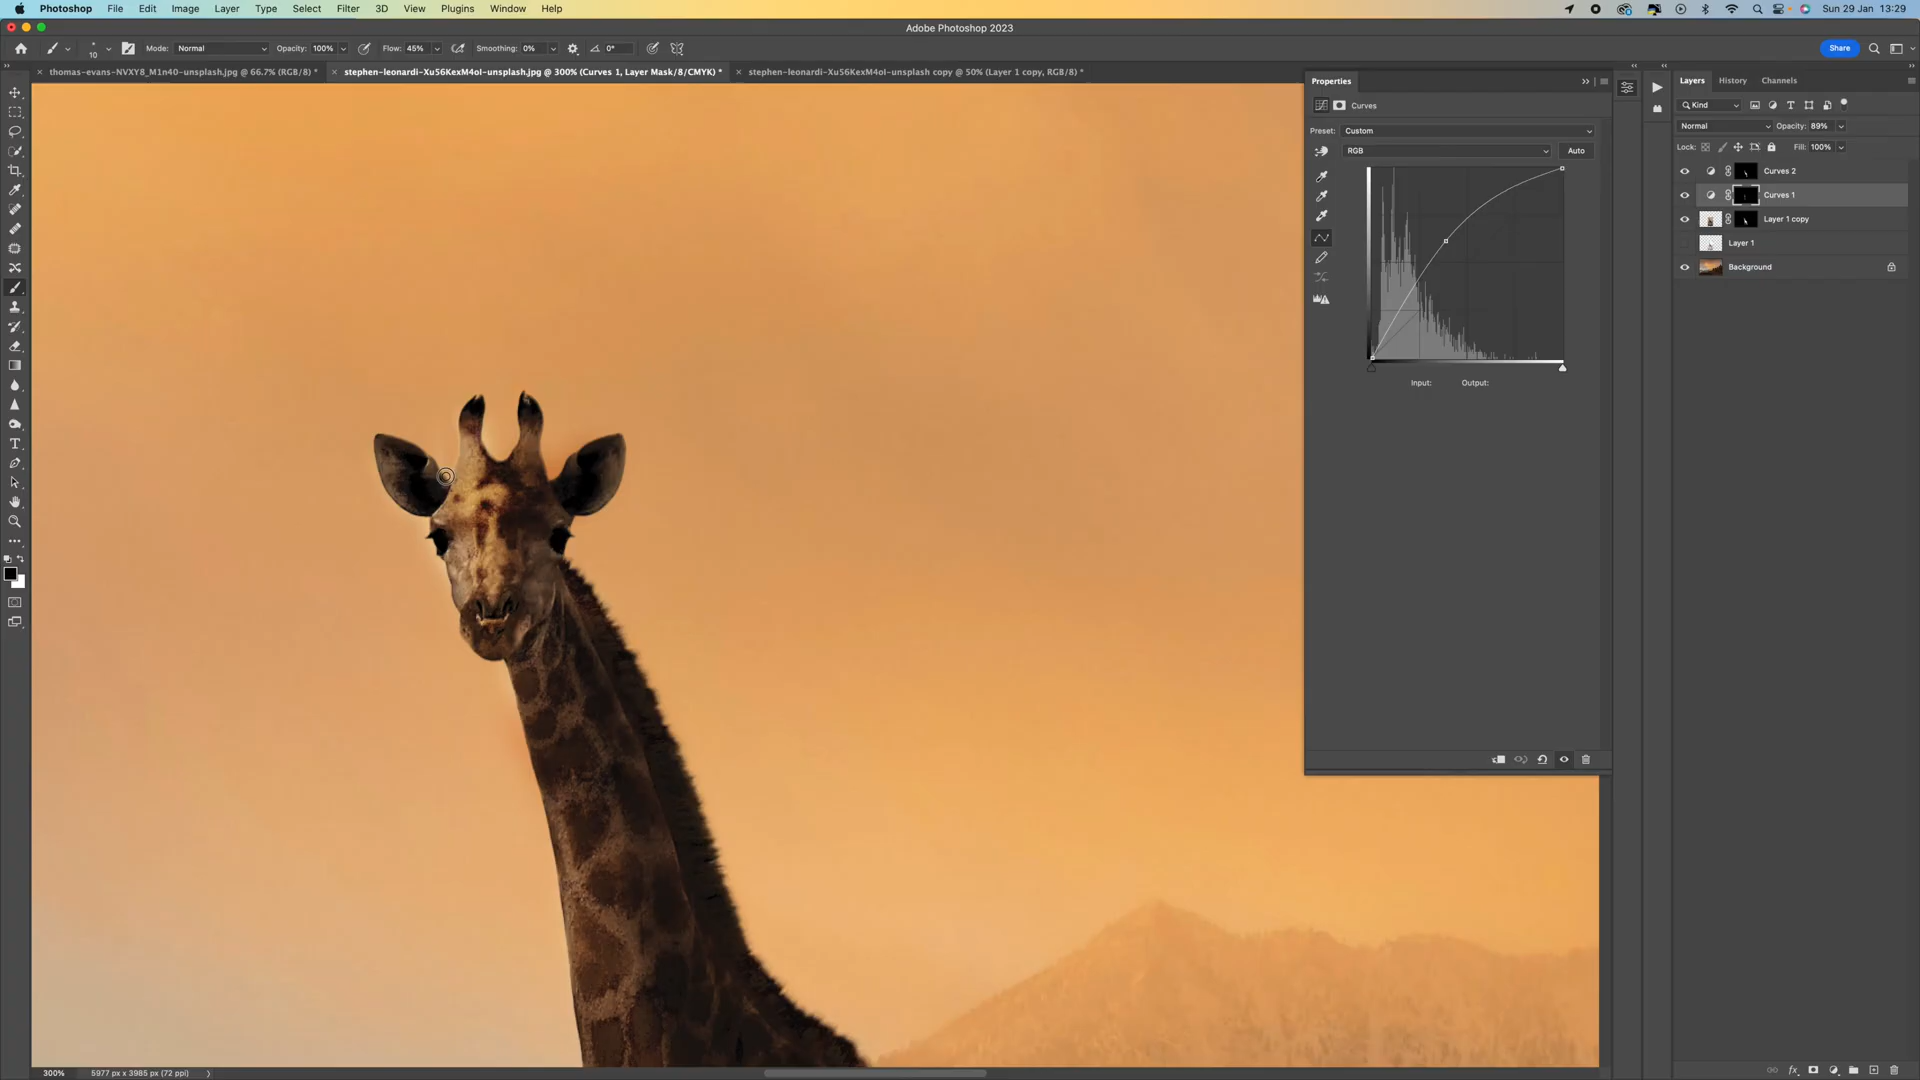 Photoshop File Edit Image Layer Type Select Filter 3D View Plugins Window Help Sun 29 Jan 13:29
Adobe Photoshop 2023
10 Mode: Normal Opacity: 100% Flow: 45% Smoothing: 0% 0° Share
thomas-evans-NVXY8_M1n40-unsplash.jpg @ 66.7% (RGB/8) * stephen-leonardi-Xu56KexM4oI-unsplash.jpg @ 300% (Curves 1, Layer Mask/8/CMYK) * stephen-leonardi-Xu56KexM4oI-unsplash copy @ 50% (Layer 1 copy, RGB/8) *
Properties
Curves
Preset: Custom
RGB Auto
Input: Output:
Layers History Channels
Kind
Normal Opacity: 89%
Lock: Fill: 100%
Curves 2
Curves 1
Layer 1 copy
Layer 1
Background
300% 5977 px x 3985 px (72 ppi)